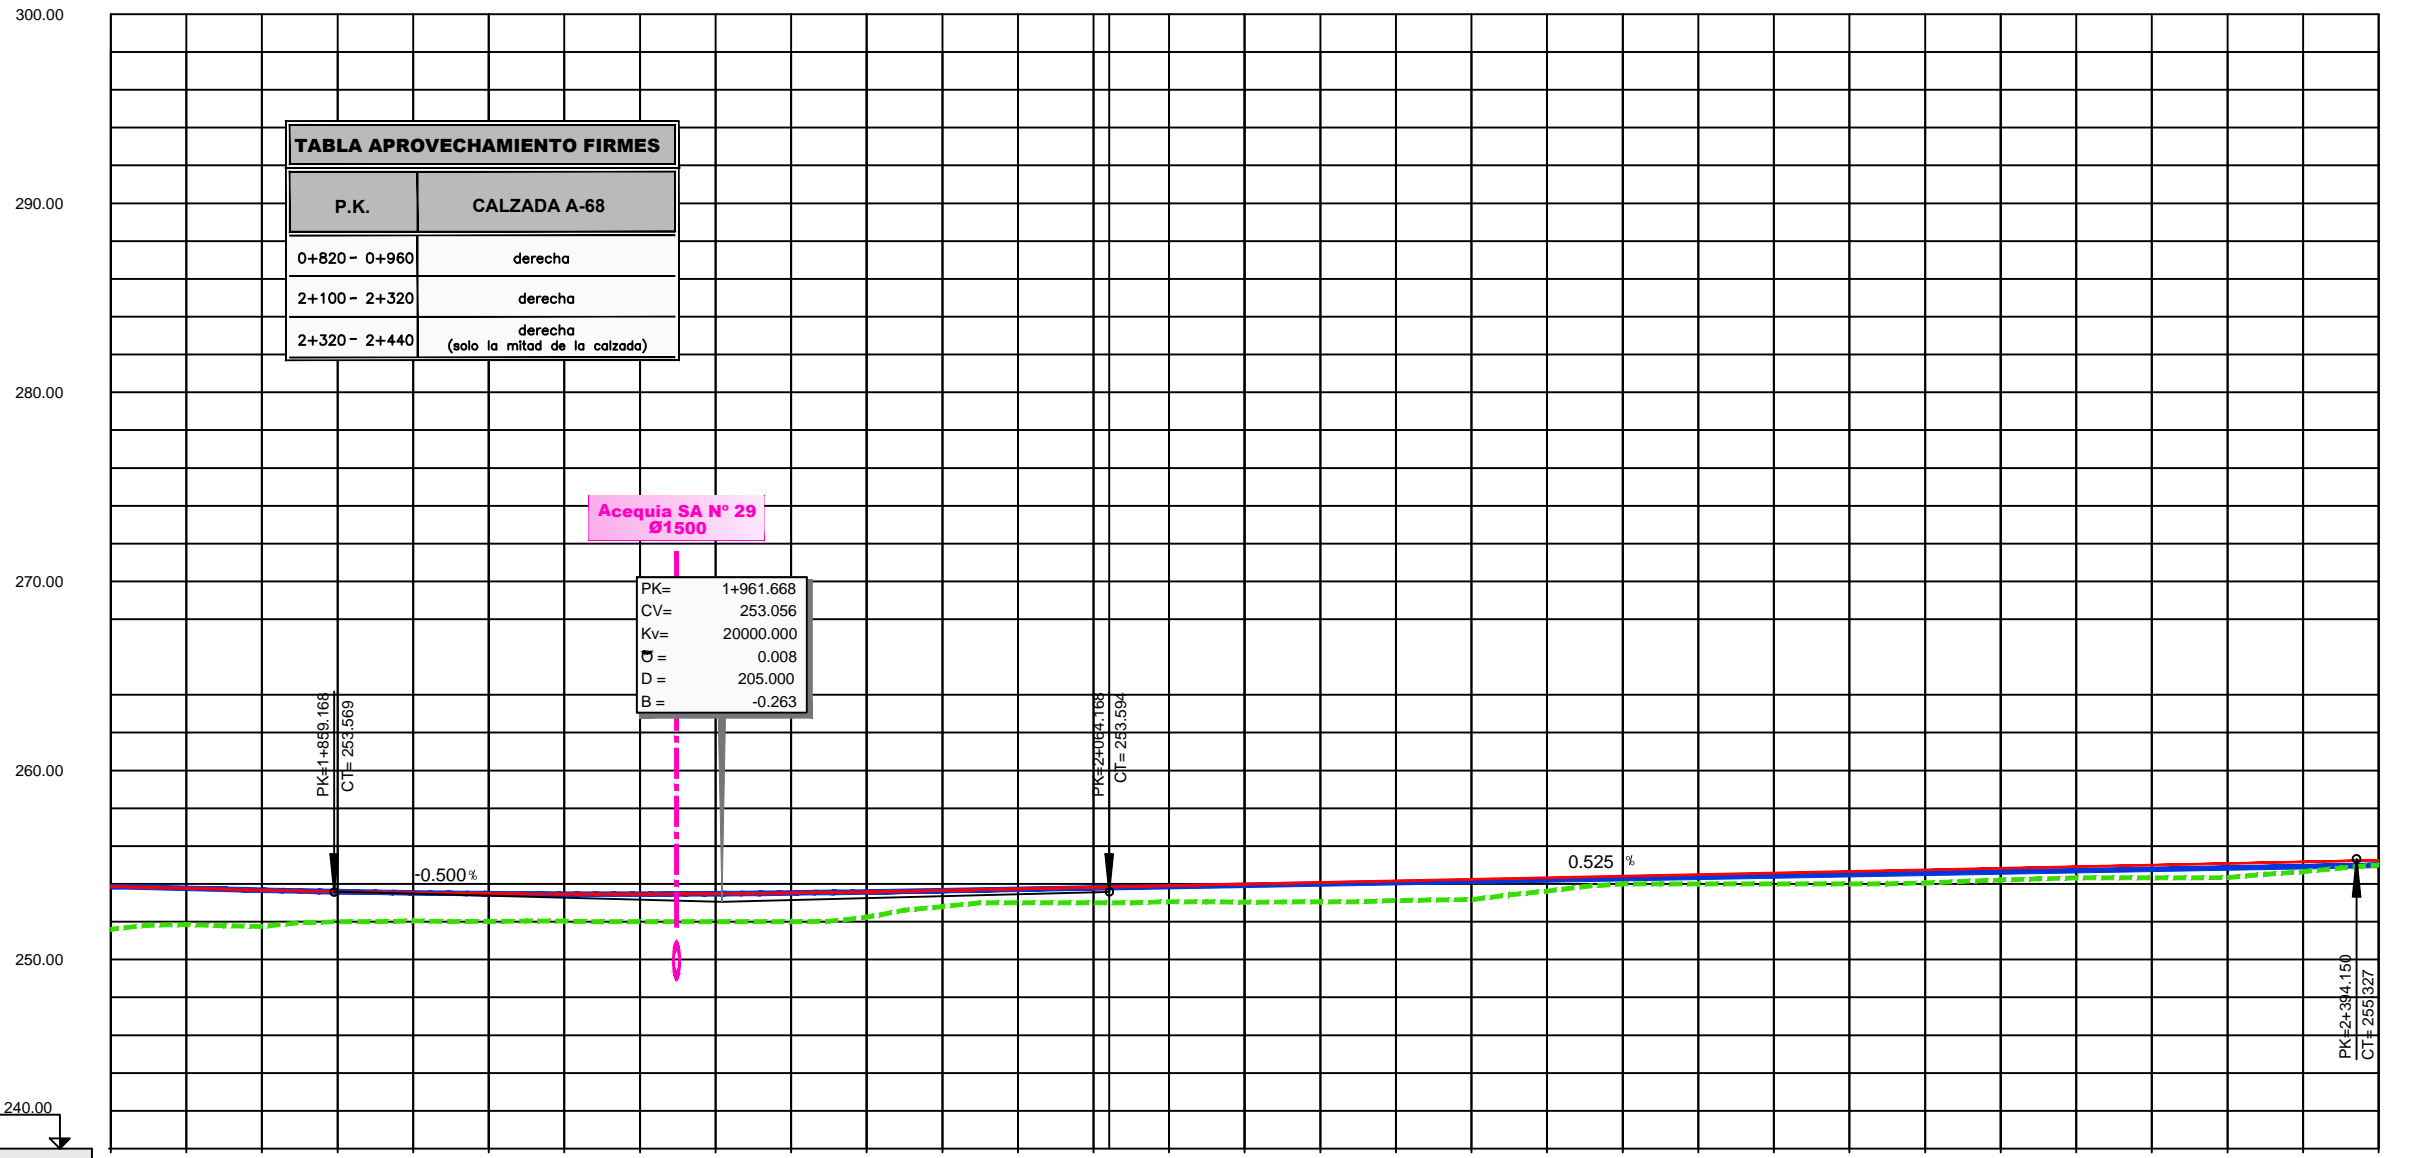 300.00
290.00
280.00
270.00
260.00
250.00
240.00
TABLA APROVECHAMIENTO FIRMES
P.K. CALZADA A-68
0+820 - 0+960 derecha
2+100 - 2+320 derecha
2+320 - 2+440 derecha
(solo la mitad de la calzada)
Acequia SA Nº 29
Ø1500
PK= 1+961.668
CV= 253.056
Kv= 20000.000
= 0.008
D = 205.000
B = -0.263
PK=1+859.168
CT= 253.569
-0.500 %
PK=2+064.168
CT= 253.594
0.525 %
PK=2+394.150
CT= 255.327